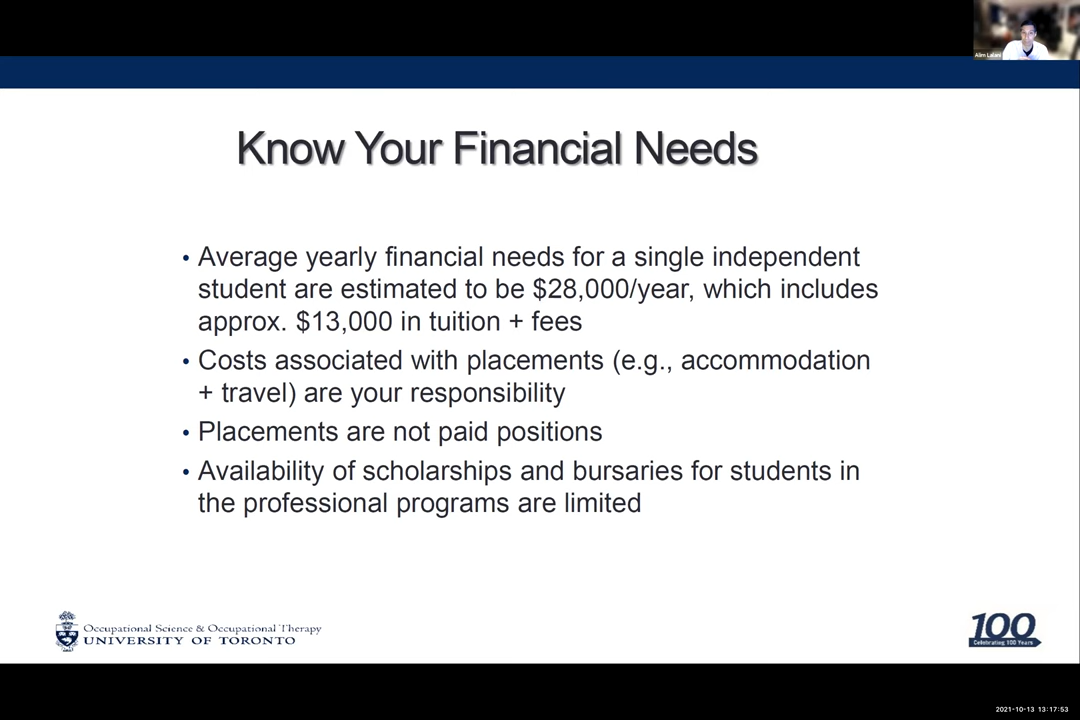 Alim Lalani
Know Your Financial Needs
• Average yearly financial needs for a single independent
student are estimated to be $28,000/year, which includes
approx. $13,000 in tuition + fees
• Costs associated with placements (e.g., accommodation
+ travel) are your responsibility
• Placements are not paid positions
• Availability of scholarships and bursaries for students in
the professional programs are limited
Occupational Science & Occupational Therapy
UNIVERSITY OF TORONTO
100
Celebrating 100 Years
2021-10-13 13:17:53